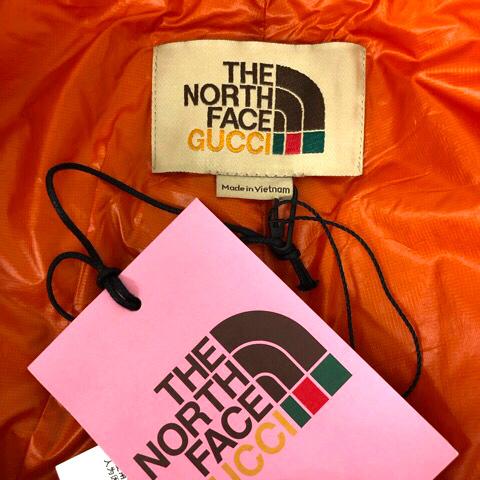 THE
NORTH
FACE
GUCCI
Made in Vietnam
THE
NORTH
FACE
GUCCI